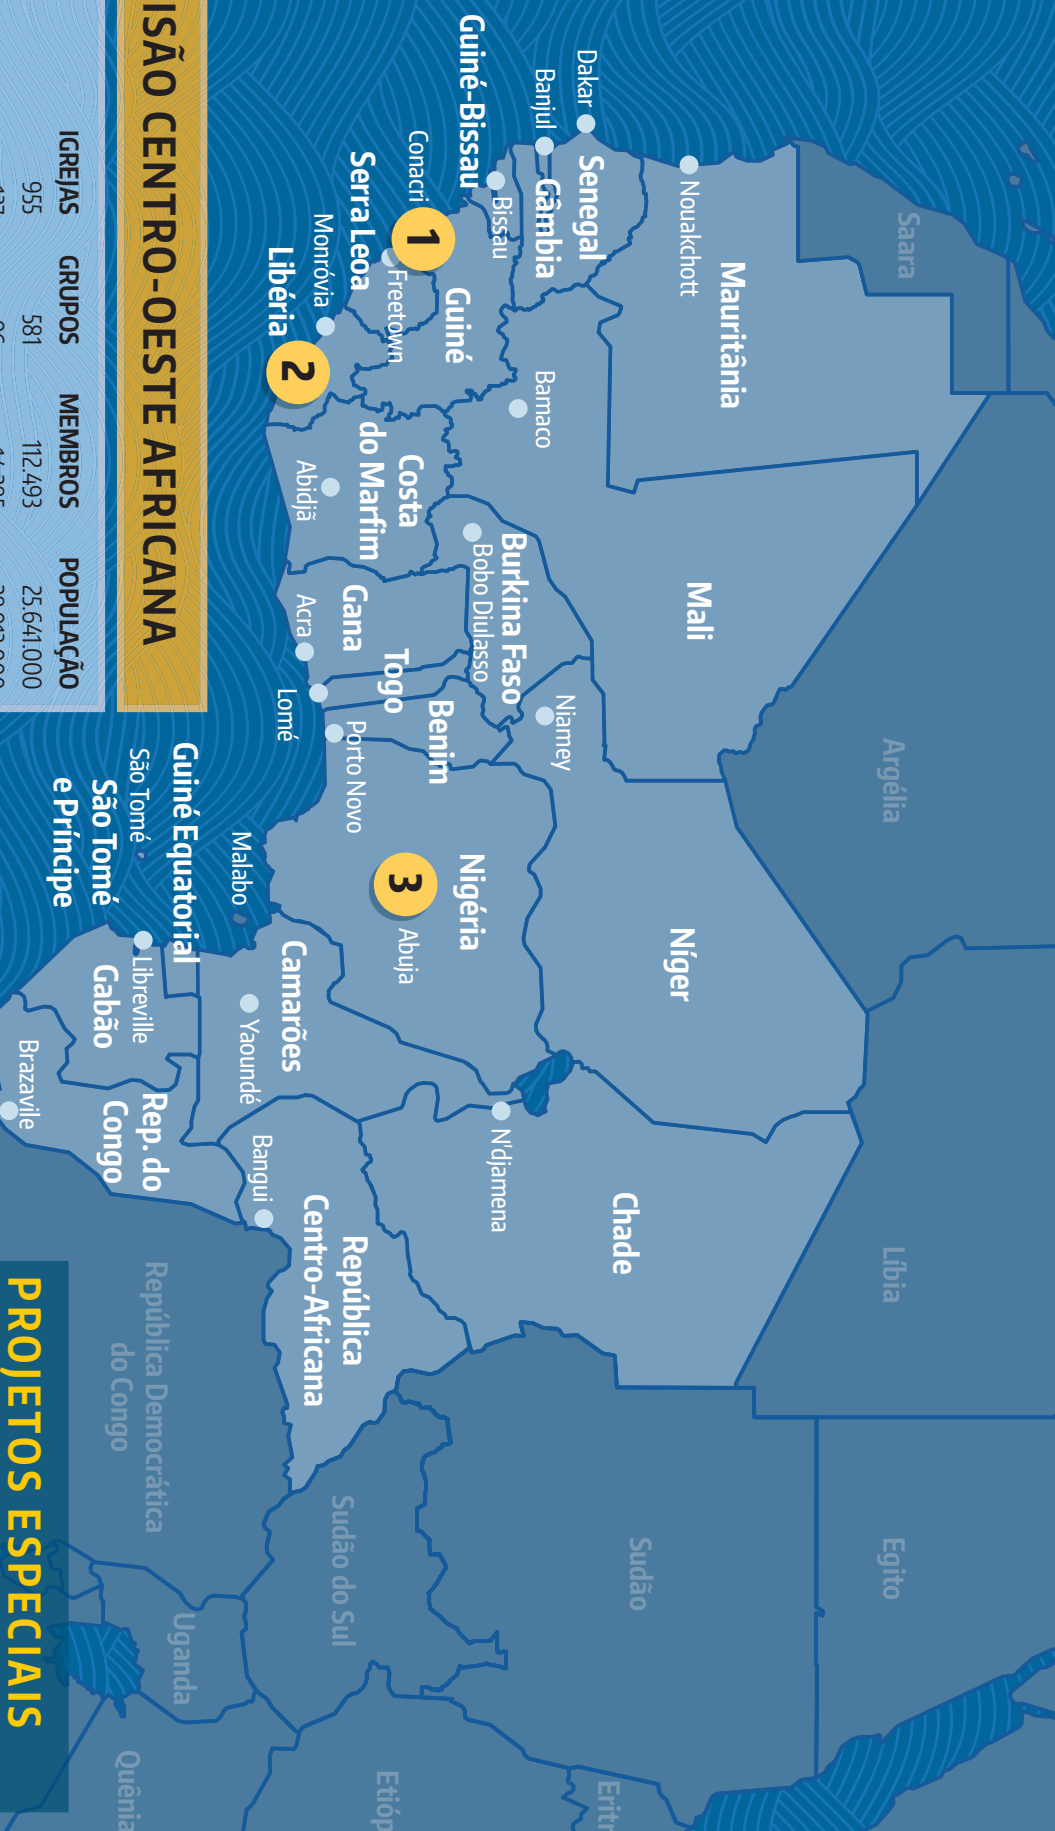 Saara
Argélia
Líbia
Egito
Mauritânia
Nouakchott
Mali
Níger
Chade
Sudão
Eritr
Dakar
Senegal
Banjul
Gâmbia
Guiné-Bissau
Bissau
Bamaco
Burkina Faso
Bobo Diulasso
Niamey
N'djamena
Conacri
1
Guiné
Serra Leoa
Freetown
Monróvia
Libéria
2
Costa
do Marfim
Abidjã
Gana
Acra
Togo
Lomé
Benim
Porto Novo
Nigéria
3
Abuja
Camarões
Yaoundé
Malabo
República
Centro-Africana
Bangui
Sudão do Sul
Etióp
Guiné Equatorial
São Tomé
São Tomé
e Príncipe
Libreville
Gabão
Rep. do
Congo
Brazavile
República Democrática
do Congo
Uganda
Quênia
ISÃO CENTRO-OESTE AFRICANA
IGREJAS GRUPOS MEMBROS POPULAÇÃO
955 581 112.493 25.641.000
PROJETOS ESPECIAIS